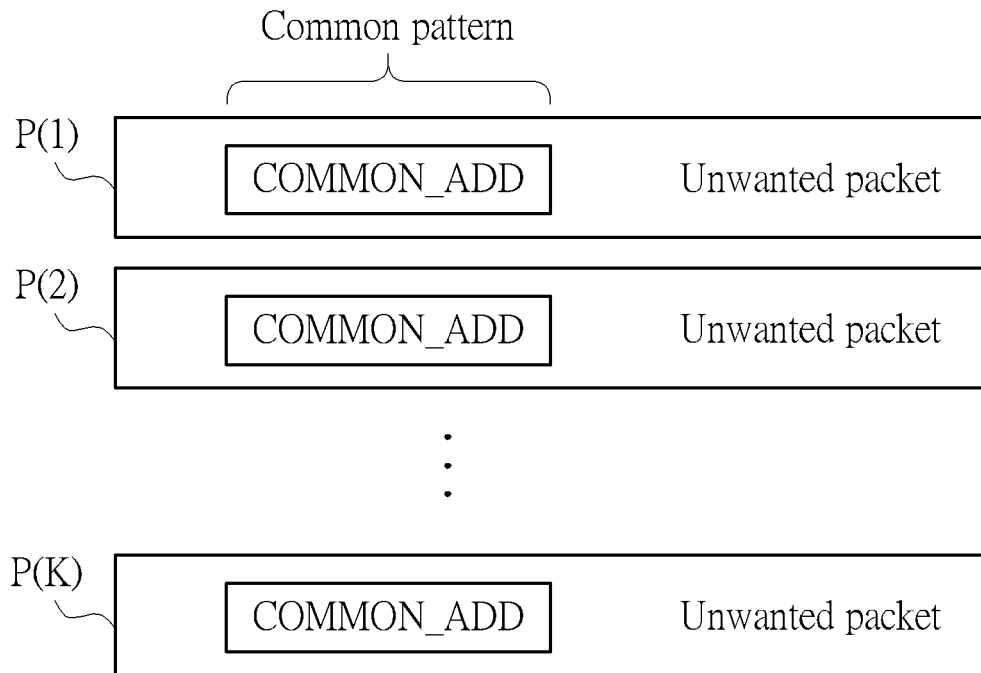 Common pattern
P(1)
COMMON_ADD Unwanted packet
P(2)
COMMON_ADD Unwanted packet
P(K)
COMMON_ADD Unwanted packet